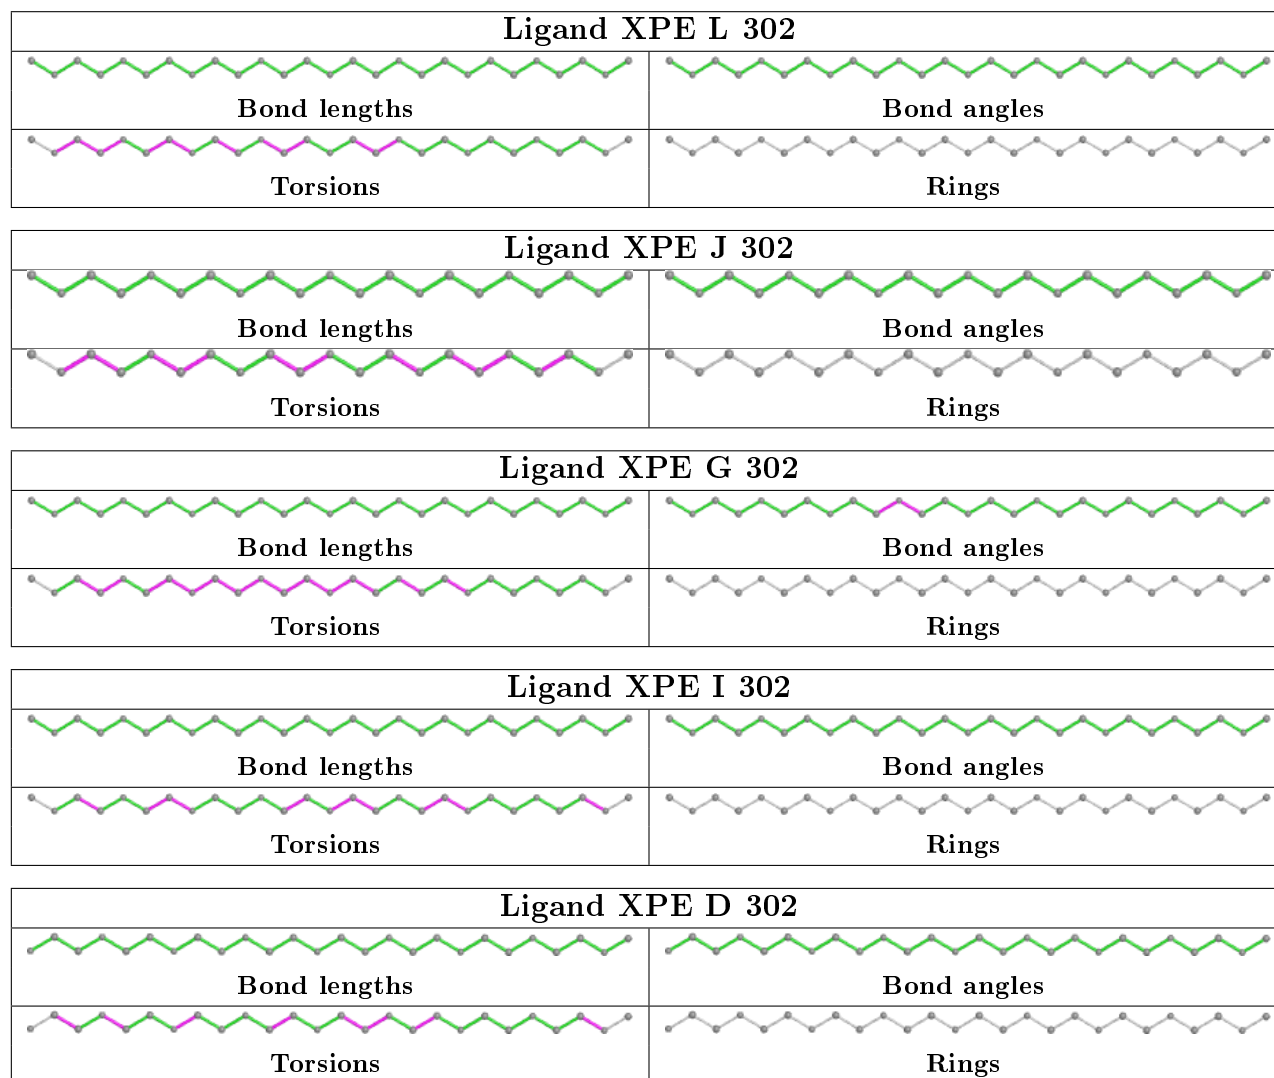 Ligand XPE L 302
Bond lengths Bond angles
Torsions Rings
Ligand XPE J 302
Bond lengths Bond angles
Torsions Rings
Ligand XPE G 302
Bond lengths Bond angles
Torsions Rings
Ligand XPE I 302
Bond lengths Bond angles
Torsions Rings
Ligand XPE D 302
Bond lengths Bond angles
Torsions Rings